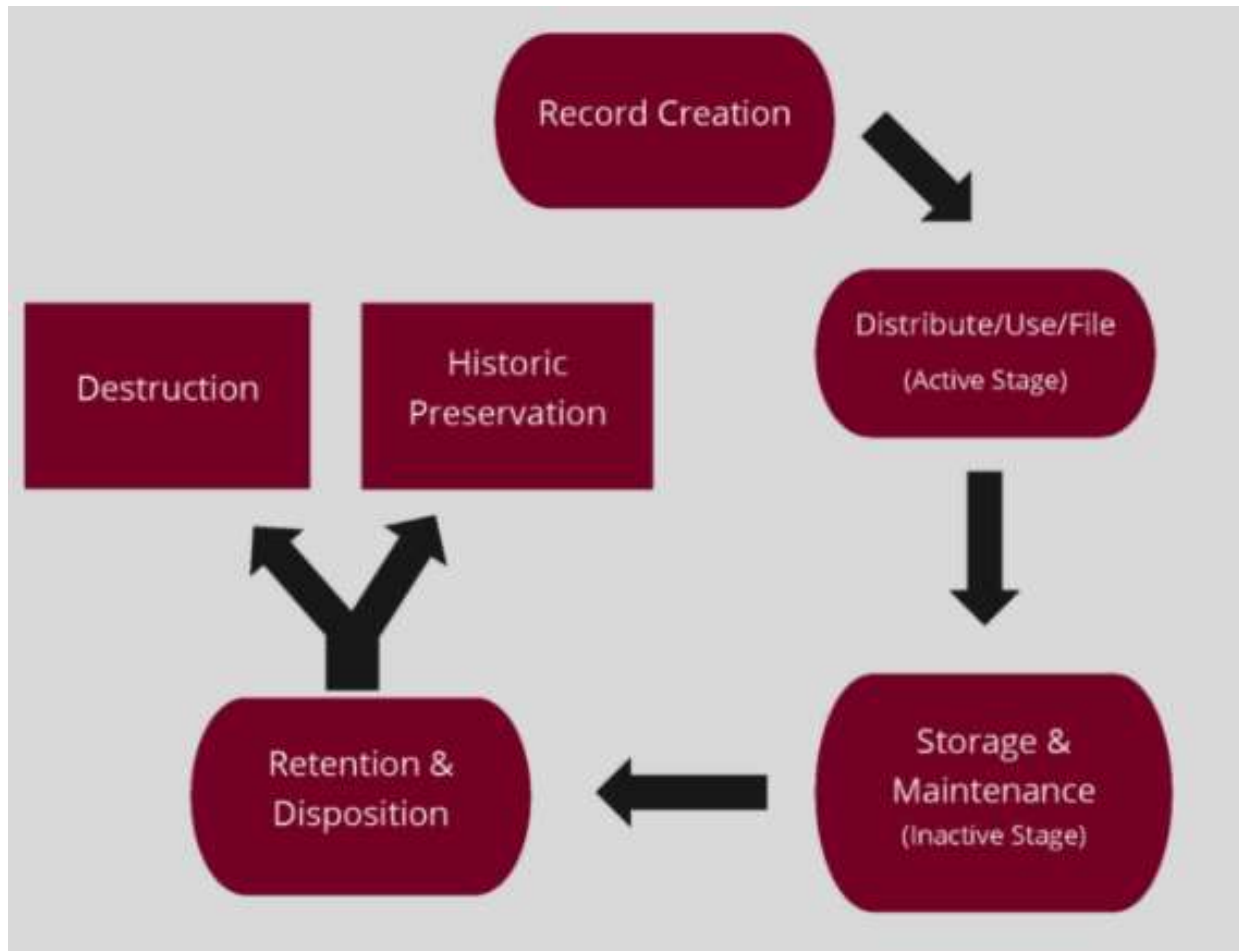 Record Creation
Distribute/Use/File
(Active Stage)
Storage &
Maintenance
(Inactive Stage)
Retention &
Disposition
Destruction
Historic
Preservation